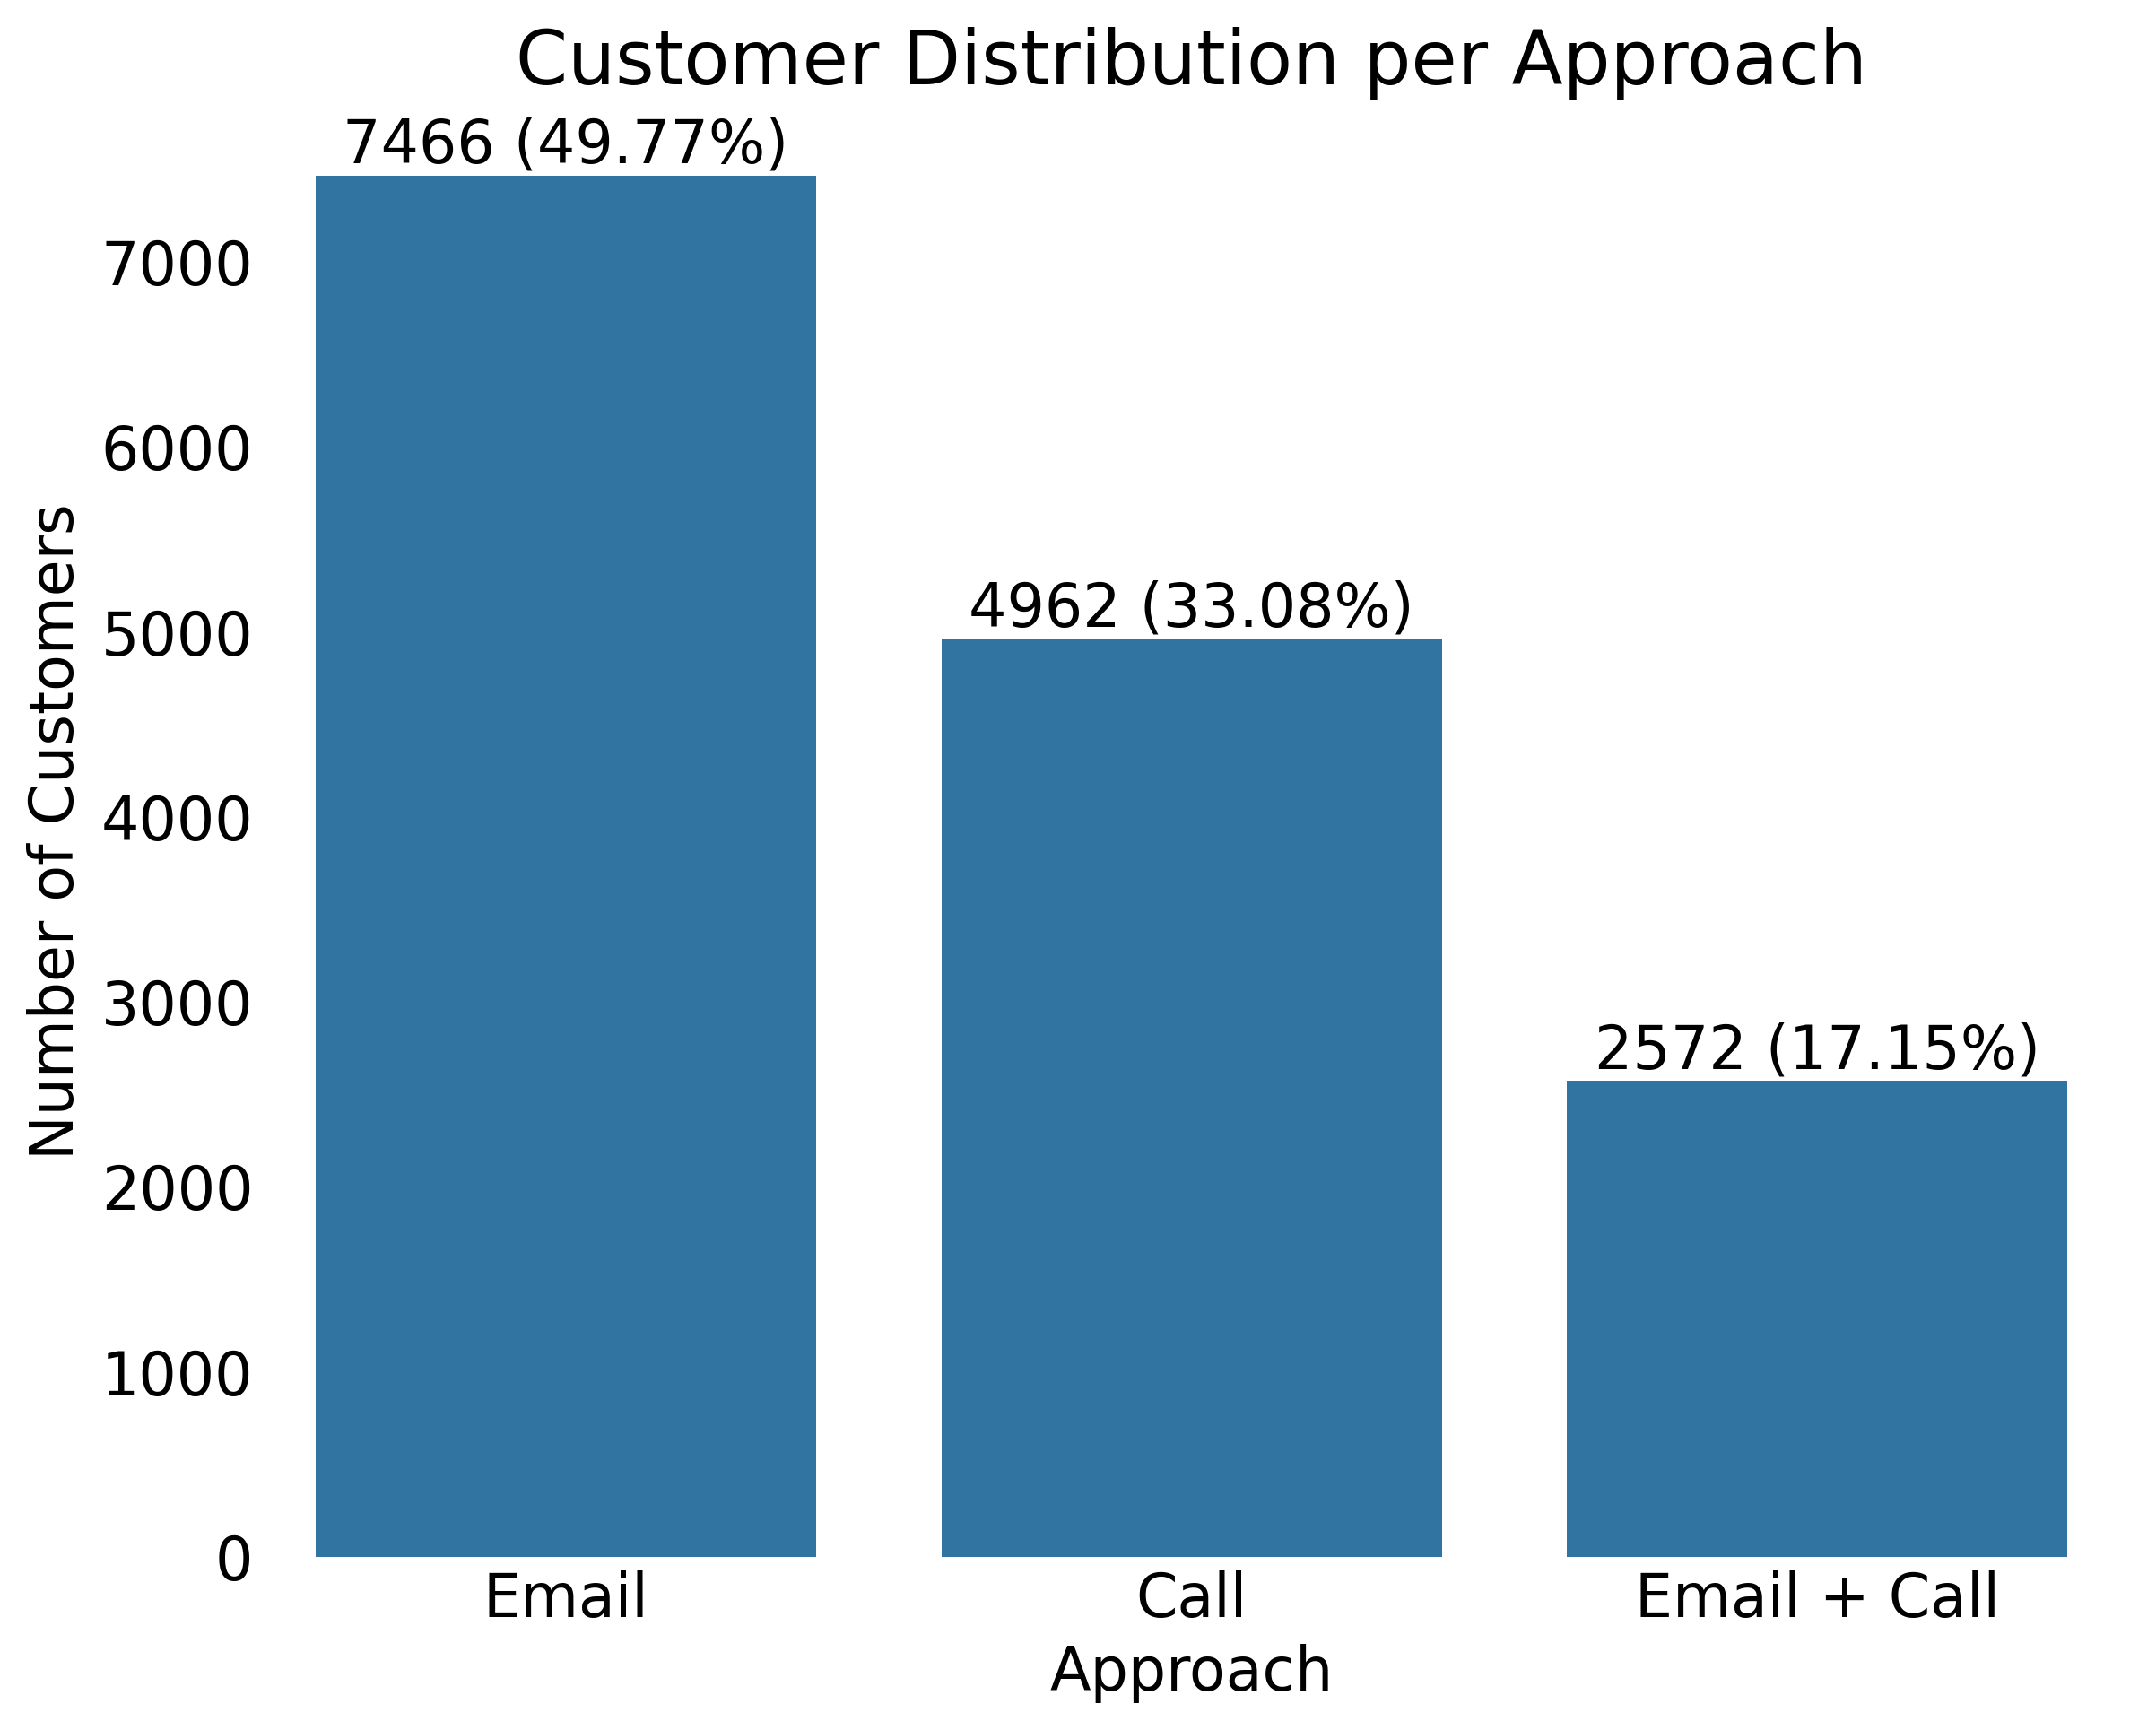 Customer Distribution per Approach
7466 (49.77%)
4962 (33.08%)
2572 (17.15%)
Number of Customers
7000
6000
5000
4000
3000
2000
1000
0
Email
Call
Email + Call
Approach